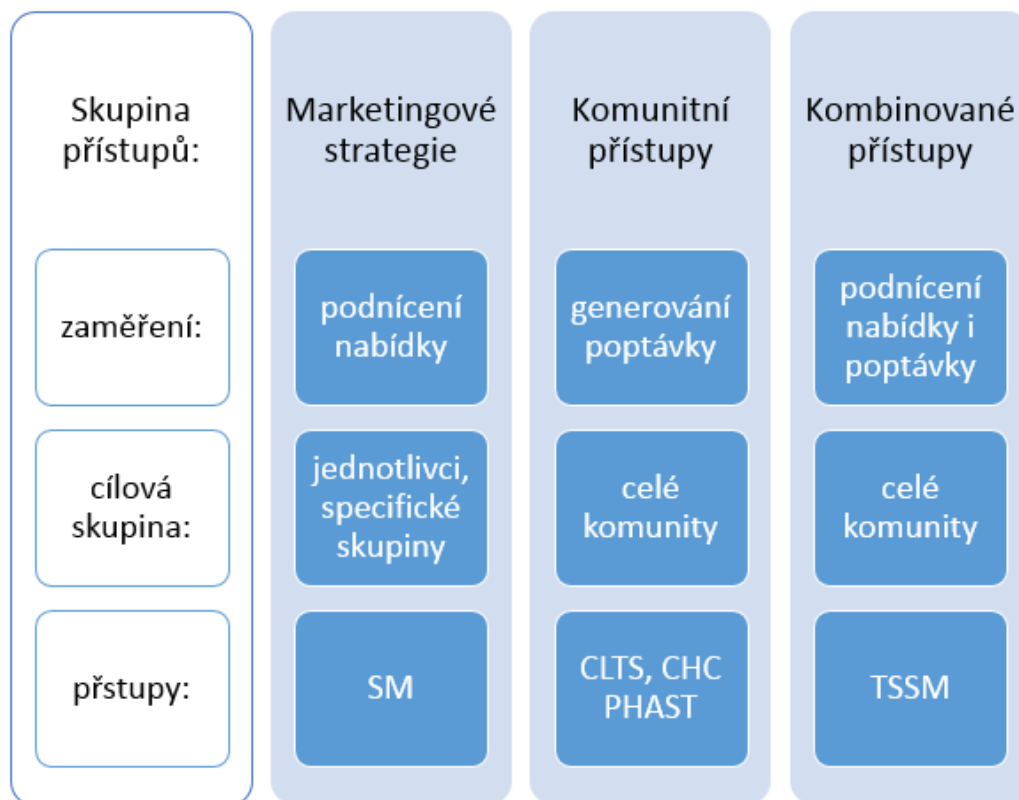 Skupina
přístupů:
Marketingové
strategie
Komunitní
přístupy
Kombinované
přístupy
zaměření:
podnícení
nabídky
generování
poptávky
podnícení
nabídky i
poptávky
cílová
skupina:
jednotlivci,
specifické
skupiny
celé
komunity
celé
komunity
přstupy:
SM
CLTS, CHC
PHAST
TSSM